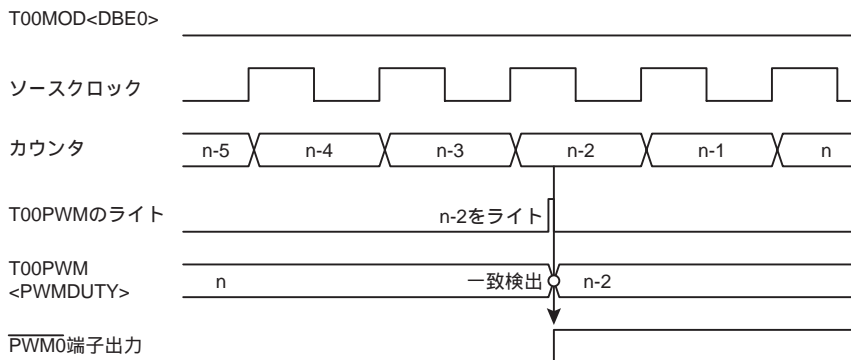 T00MOD<DBE0>
ソースクロック
カウンタ n-5 n-4 n-3 n-2 n-1 n
T00PWMのライト n-2をライト
T00PWM
<PWMDUTY> n 一致検出 n-2
PWM0端子出力